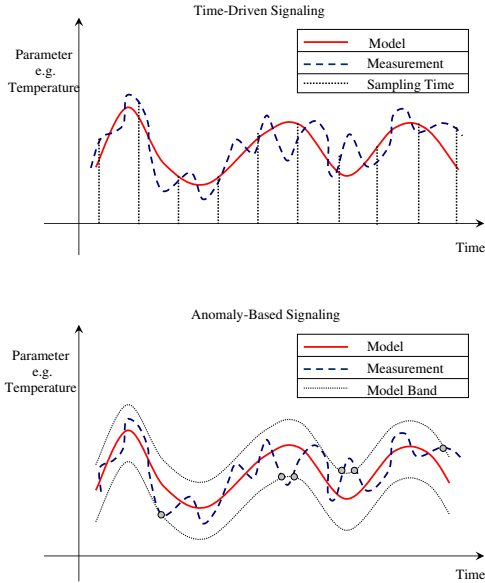 Time-Driven Signaling
Parameter
e.g.
Temperature
Model
Measurement
Sampling Time
Time
Anomaly-Based Signaling
Parameter
e.g.
Temperature
Model
Measurement
Model Band
Time